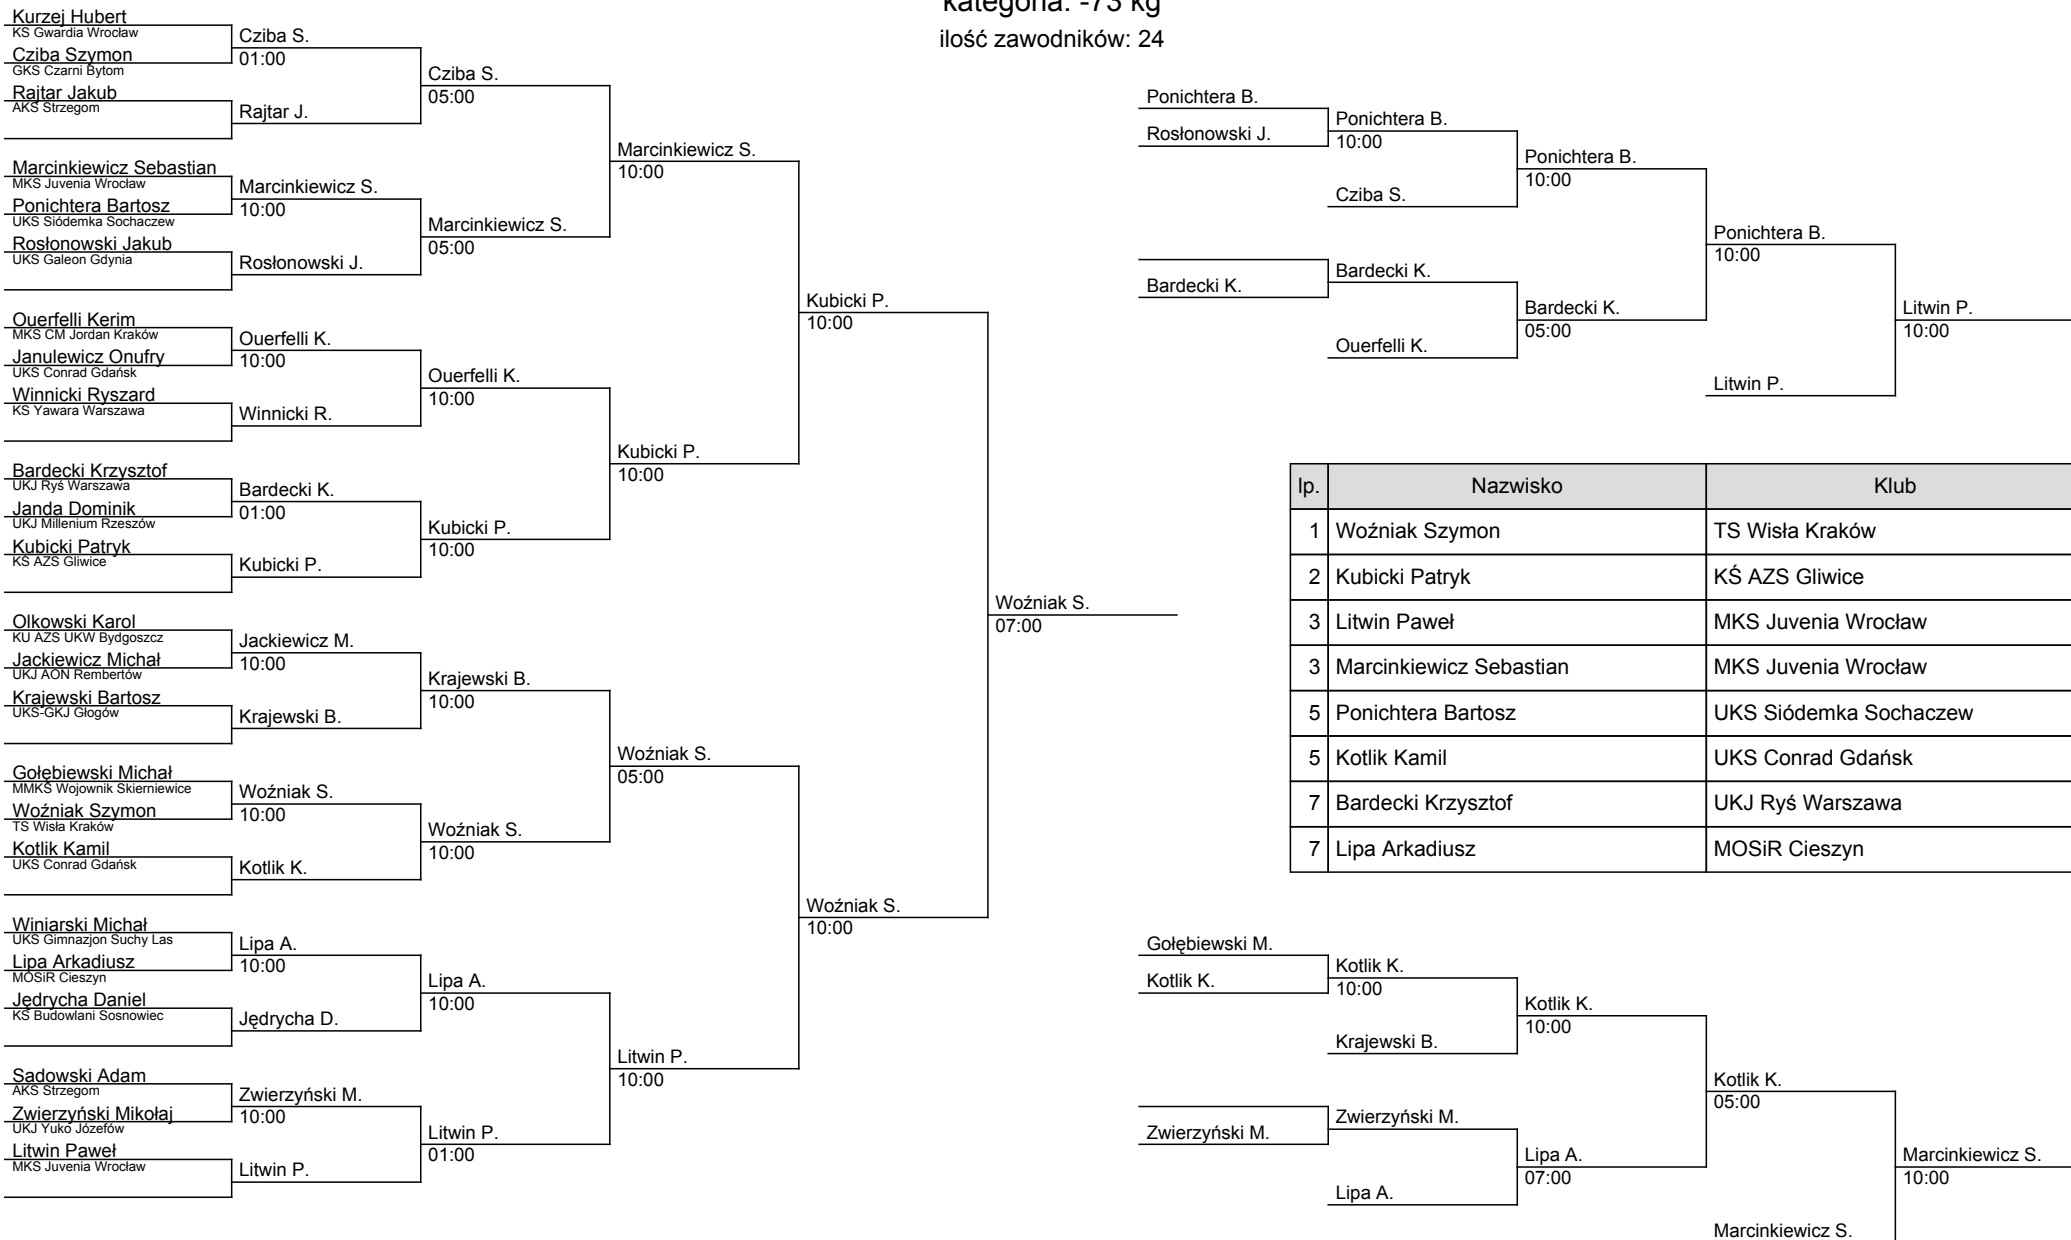 kategoria: -73 kg
ilość zawodników: 24
Kurzej Hubert
KS Gwardia Wrocław
Cziba Szymon
GKS Czarni Bytom
Rajtar Jakub
AKS Strzegom
Marcinkiewicz Sebastian
MKS Juvenia Wrocław
Ponichtera Bartosz
UKS Siódemka Sochaczew
Rosłonowski Jakub
UKS Galeon Gdynia
Ouerfelli Kerim
MKS CM Jordan Kraków
Janulewicz Onufry
UKS Conrad Gdańsk
Winnicki Ryszard
KS Yawara Warszawa
Bardecki Krzysztof
UKJ Ryś Warszawa
Janda Dominik
UKJ Millenium Rzeszów
Kubicki Patryk
KŚ AZS Gliwice
Olkowski Karol
KU AZS UKW Bydgoszcz
Jackiewicz Michał
UKJ AON Rembertów
Krajewski Bartosz
UKS-GKJ Głogów
Gołębiewski Michał
MMKS Wojownik Skierniewice
Woźniak Szymon
TS Wisła Kraków
Kotlik Kamil
UKS Conrad Gdańsk
Winiarski Michał
UKS Gimnazjon Suchy Las
Lipa Arkadiusz
MOSiR Cieszyn
Jędrycha Daniel
KS Budowlani Sosnowiec
Sadowski Adam
AKS Strzegom
Zwierzyński Mikołaj
UKJ Yuko Józefów
Litwin Paweł
MKS Juvenia Wrocław
Cziba S.
01:00
Rajtar J.
Marcinkiewicz S.
10:00
Rosłonowski J.
Ouerfelli K.
10:00
Winnicki R.
Bardecki K.
01:00
Kubicki P.
Jackiewicz M.
10:00
Krajewski B.
Woźniak S.
10:00
Kotlik K.
Lipa A.
10:00
Jędrycha D.
Zwierzyński M.
10:00
Litwin P.
Cziba S.
05:00
Marcinkiewicz S.
05:00
Ouerfelli K.
10:00
Kubicki P.
10:00
Krajewski B.
10:00
Woźniak S.
10:00
Lipa A.
10:00
Litwin P.
01:00
Marcinkiewicz S.
10:00
Kubicki P.
10:00
Woźniak S.
05:00
Litwin P.
10:00
Kubicki P.
10:00
Woźniak S.
10:00
Woźniak S.
07:00
Ponichtera B.
Rosłonowski J.
Bardecki K.
Ponichtera B.
10:00
Cziba S.
Bardecki K.
Ouerfelli K.
Ponichtera B.
10:00
Bardecki K.
05:00
Ponichtera B.
10:00
Litwin P.
Litwin P.
10:00
lp. Nazwisko Klub
1 Woźniak Szymon TS Wisła Kraków
2 Kubicki Patryk KŚ AZS Gliwice
3 Litwin Paweł MKS Juvenia Wrocław
3 Marcinkiewicz Sebastian MKS Juvenia Wrocław
5 Ponichtera Bartosz UKS Siódemka Sochaczew
5 Kotlik Kamil UKS Conrad Gdańsk
7 Bardecki Krzysztof UKJ Ryś Warszawa
7 Lipa Arkadiusz MOSiR Cieszyn
Gołębiewski M.
Kotlik K.
Zwierzyński M.
Kotlik K.
10:00
Krajewski B.
Zwierzyński M.
Lipa A.
Kotlik K.
10:00
Lipa A.
07:00
Kotlik K.
05:00
Marcinkiewicz S.
Marcinkiewicz S.
10:00